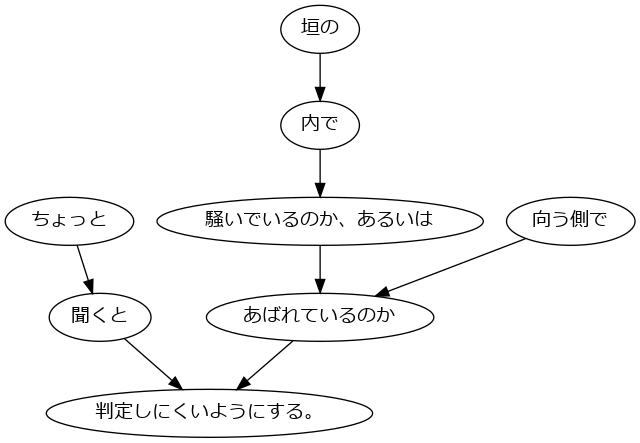 垣の
内で
ちょっと
騒いでいるのか、あるいは
向う側で
聞くと
あばれているのか
判定しにくいようにする。